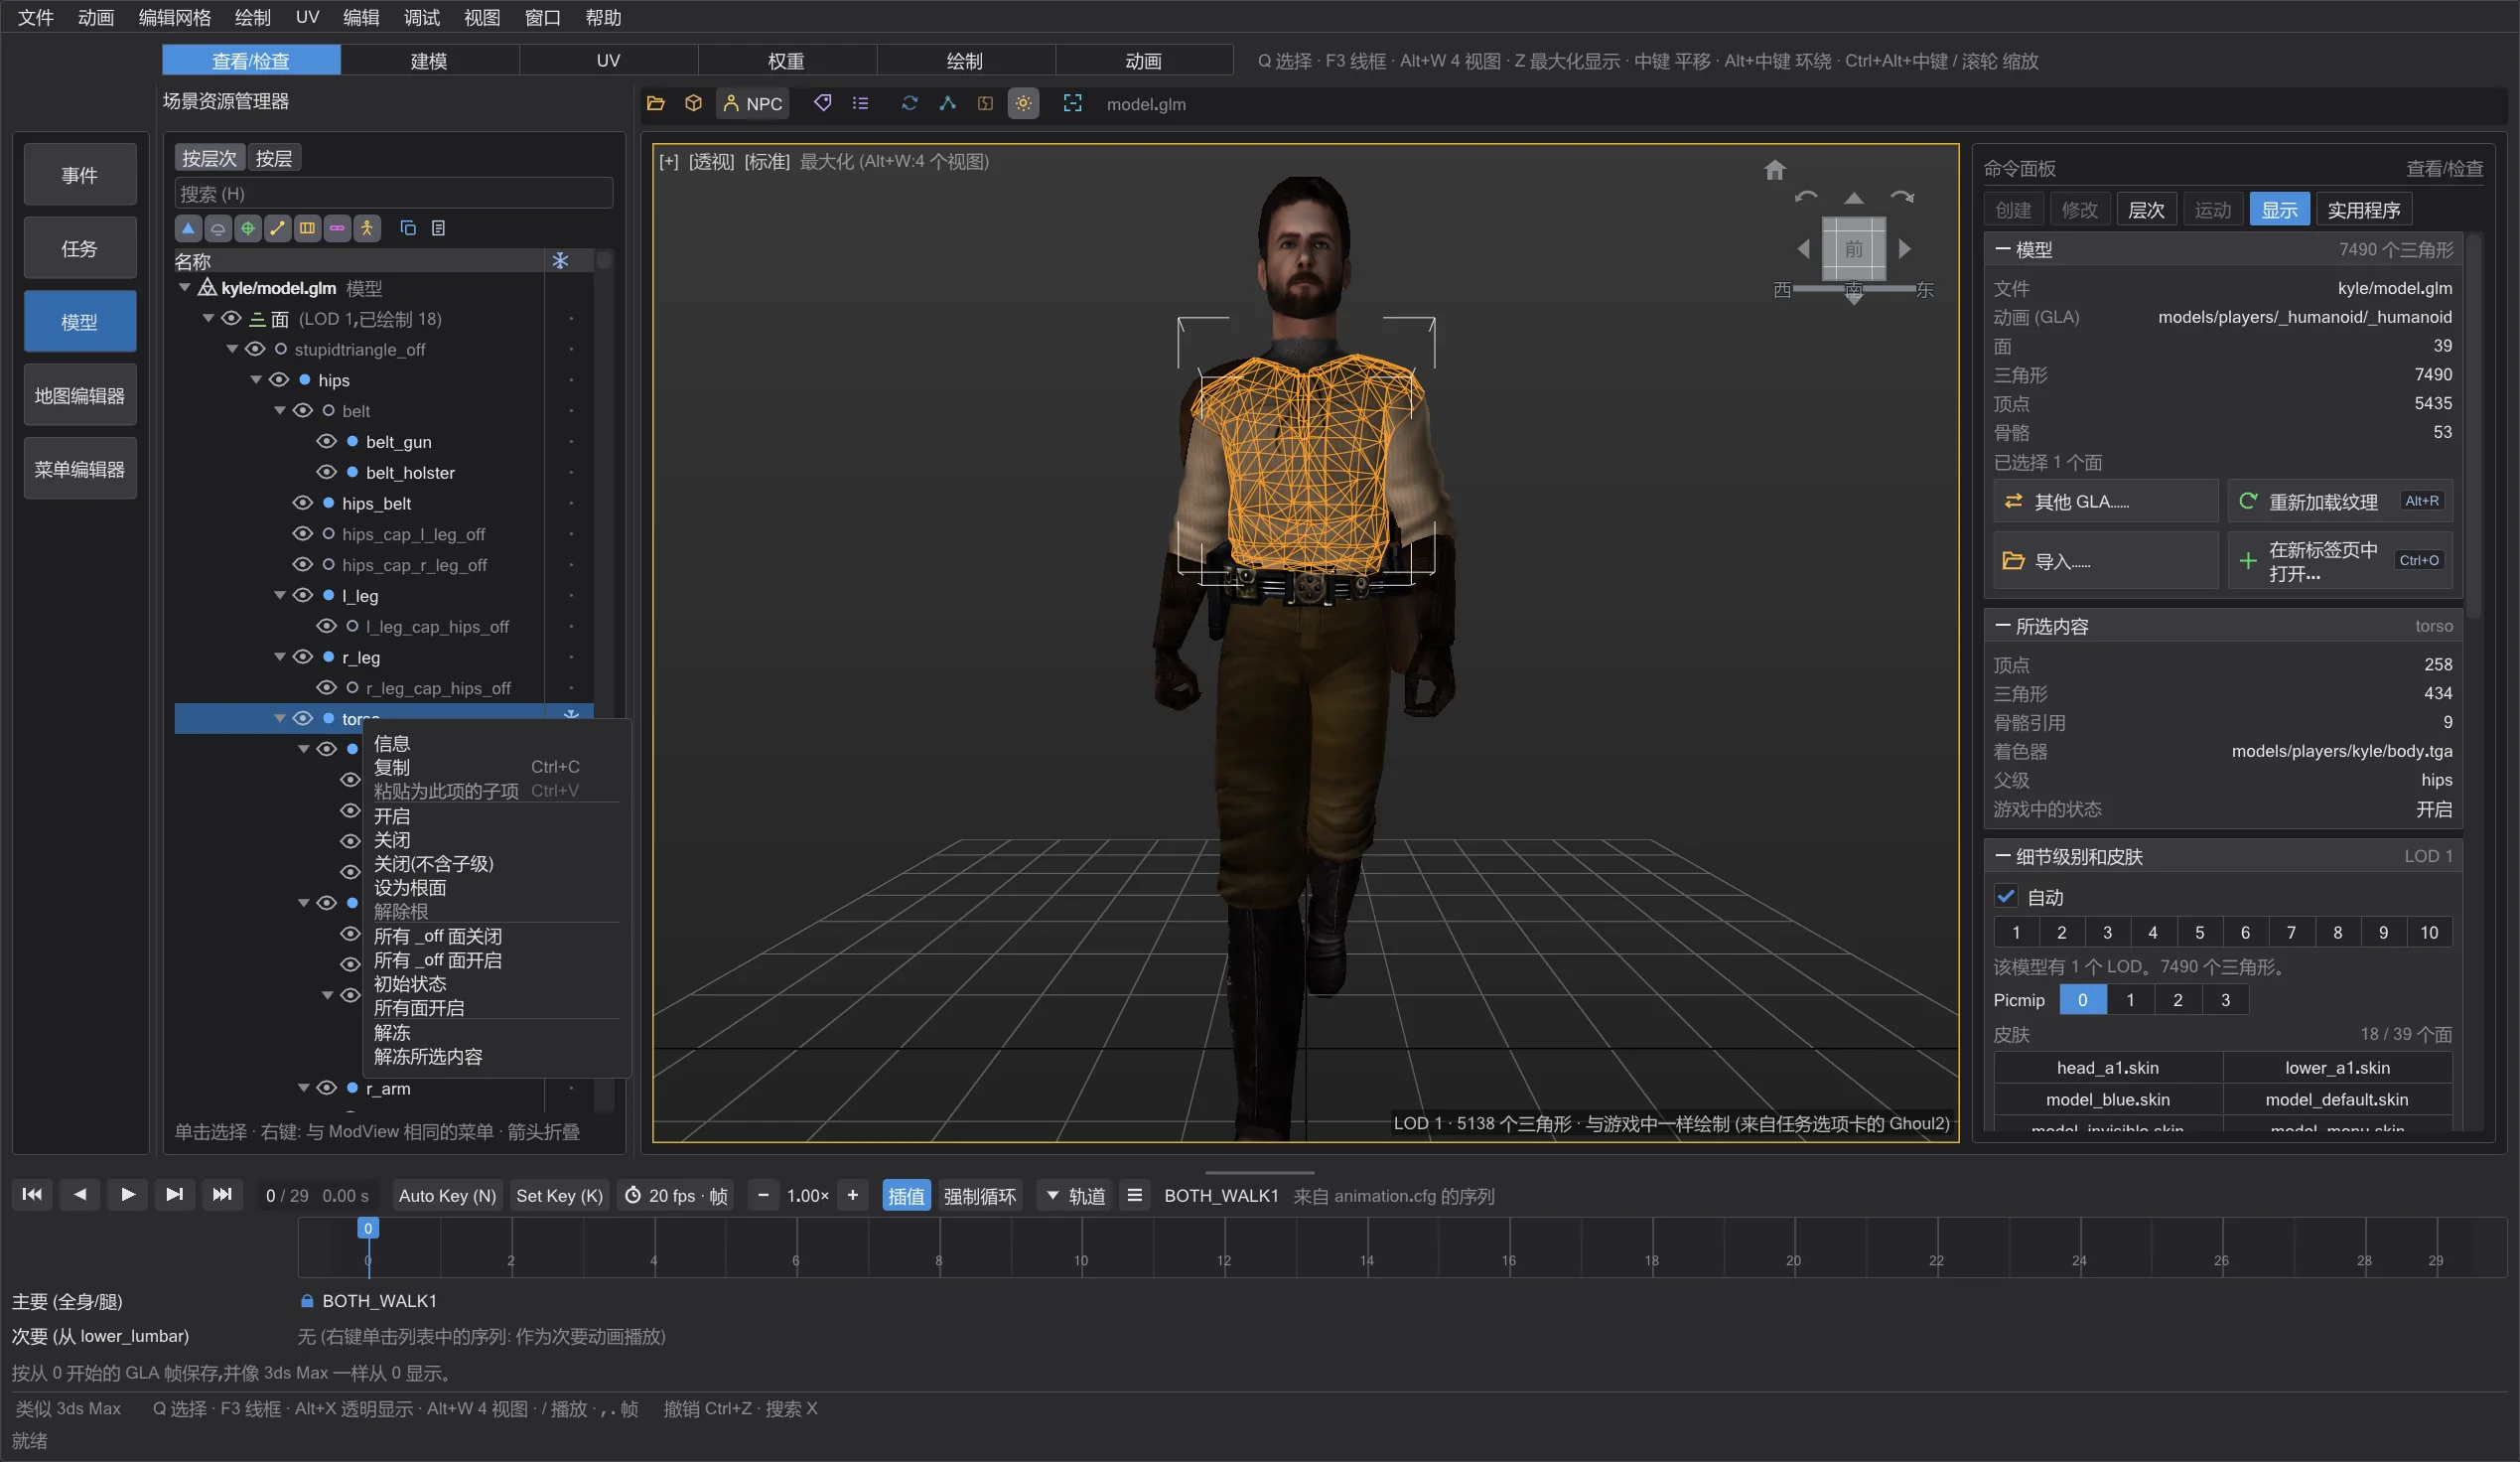 文件 动画 编辑网格 绘制 UV 编辑 调试 视图 窗口 帮助
查看/检查 建模 UV 权重 绘制 动画 Q 选择 · F3 线框 · Alt+W 4 视图 · Z 最大化显示 · 中键 平移 · Alt+中键 环绕 · Ctrl+Alt+中键 / 滚轮 缩放
场景资源管理器
NPC model.glm
事件
任务
模型
地图编辑器
菜单编辑器
按层次 按层
搜索 (H)
名称
kyle/model.glm 模型
面 (LOD 1,已绘制 18)
stupidtriangle_off
hips
belt
belt_gun
belt_holster
hips_belt
hips_cap_l_leg_off
hips_cap_r_leg_off
l_leg
l_leg_cap_hips_off
r_leg
r_leg_cap_hips_off
信息
复制 Ctrl+C
粘贴为此项的子项 Ctrl+V
开启
关闭
关闭(不含子级)
设为根面
解除根
所有 _off 面关闭
所有 _off 面开启
初始状态
所有面开启
解冻
解冻所选内容
r_arm
单击选择 · 右键: 与 ModView 相同的菜单 · 箭头折叠
[+] [透视] [标准] 最大化 (Alt+W:4 个视图)
前
西 南 东
LOD 1 · 5138 个三角形 · 与游戏中一样绘制 (来自任务选项卡的 Ghoul2)
命令面板 查看/检查
创建 修改 层次 运动 显示 实用程序
模型 7490 个三角形
文件 kyle/model.glm
动画 (GLA) models/players/_humanoid/_humanoid
面 39
三角形 7490
顶点 5435
骨骼 53
已选择 1 个面
其他 GLA...... 重新加载纹理 Alt+R
导入...... 在新标签页中打开... Ctrl+O
所选内容 torso
顶点 258
三角形 434
骨骼引用 9
着色器 models/players/kyle/body.tga
父级 hips
游戏中的状态 开启
细节级别和皮肤 LOD 1
自动
1 2 3 4 5 6 7 8 9 10
该模型有 1 个 LOD。7490 个三角形。
Picmip 0 1 2 3
皮肤 18 / 39 个面
head_a1.skin lower_a1.skin
model_blue.skin model_default.skin
model_invisible.skin model_menu.skin
0 / 29 0.00 s Auto Key (N) Set Key (K) 20 fps · 帧 − 1.00× + 插值 强制循环 轨道 BOTH_WALK1 来自 animation.cfg 的序列
0
0 2 4 6 8 10 12 14 16 18 20 22 24 26 28 29
主要 (全身/腿) BOTH_WALK1
次要 (从 lower_lumbar) 无 (右键单击列表中的序列: 作为次要动画播放)
按从 0 开始的 GLA 帧保存,并像 3ds Max 一样从 0 显示。
类似 3ds Max Q 选择 · F3 线框 · Alt+X 透明显示 · Alt+W 4 视图 · / 播放 · , . 帧 撤销 Ctrl+Z · 搜索 X
就绪